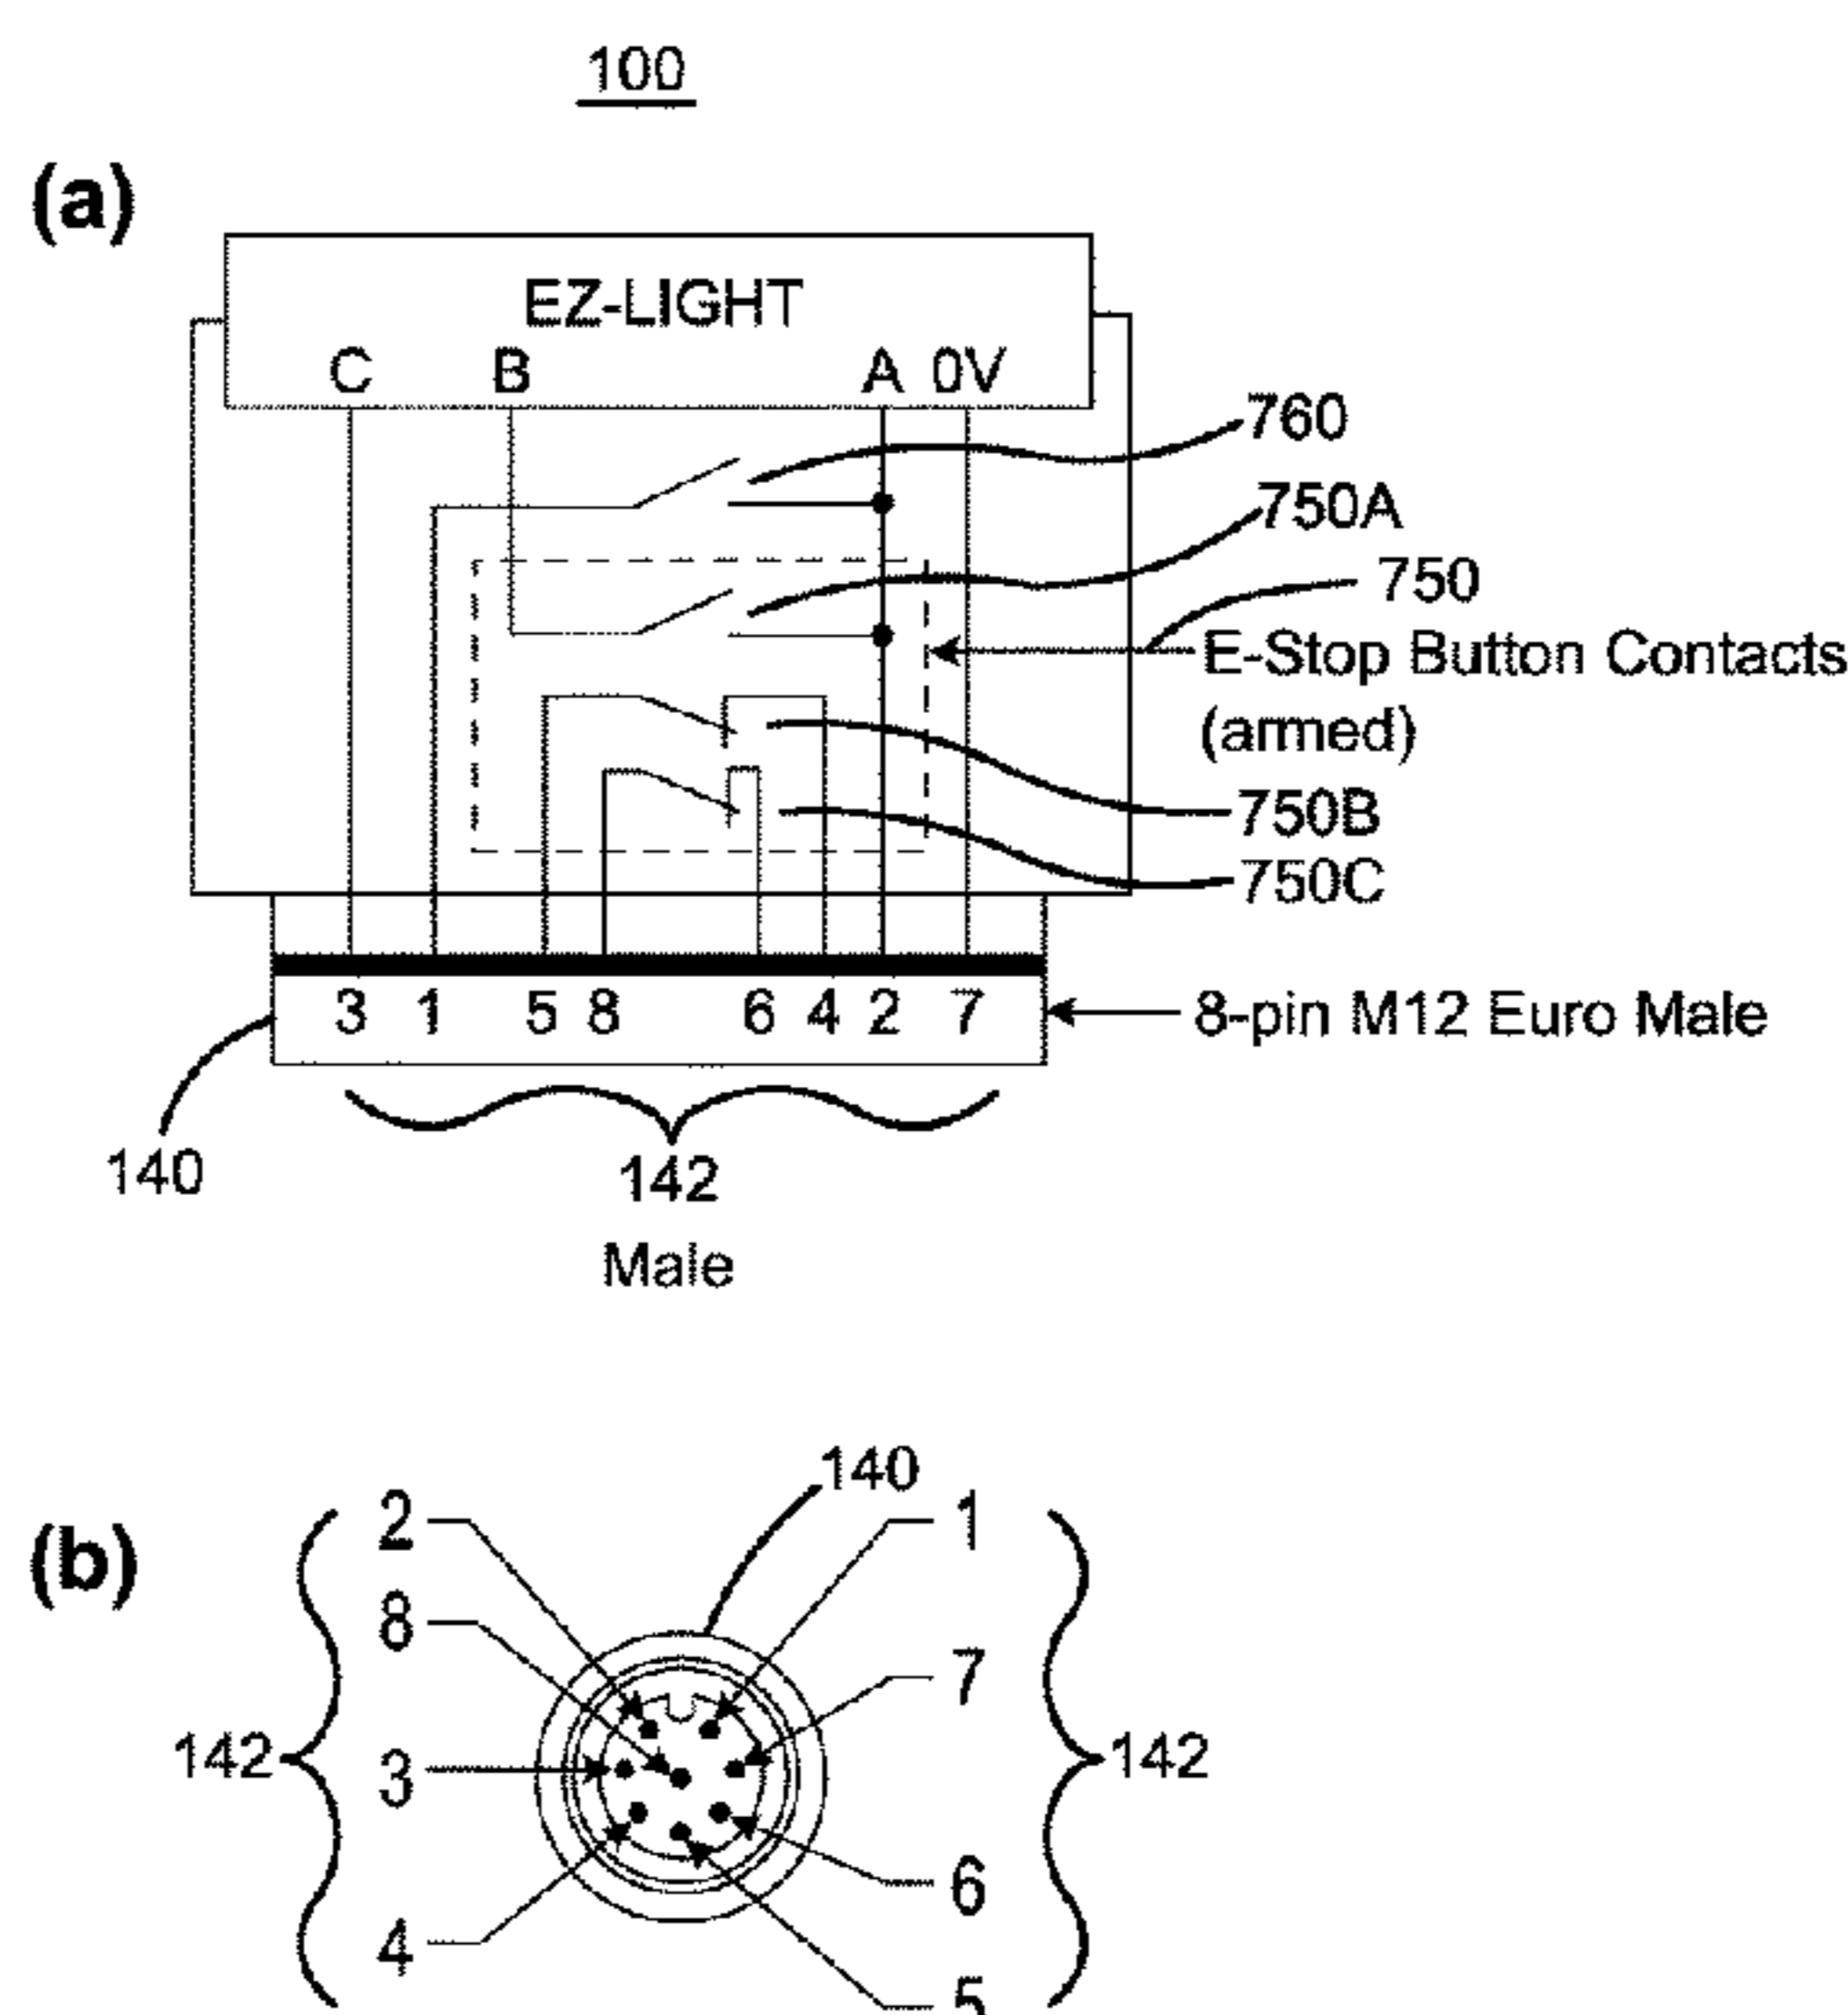 100
(a)
EZ-LIGHT
C B A 0V
760
750A
750
E-Stop Button Contacts
(armed)
750B
750C
3 1 5 8 6 4 2 7
8-pin M12 Euro Male
140
142
Male
(b)
140
2
1
8
7
142
3
142
6
4
5